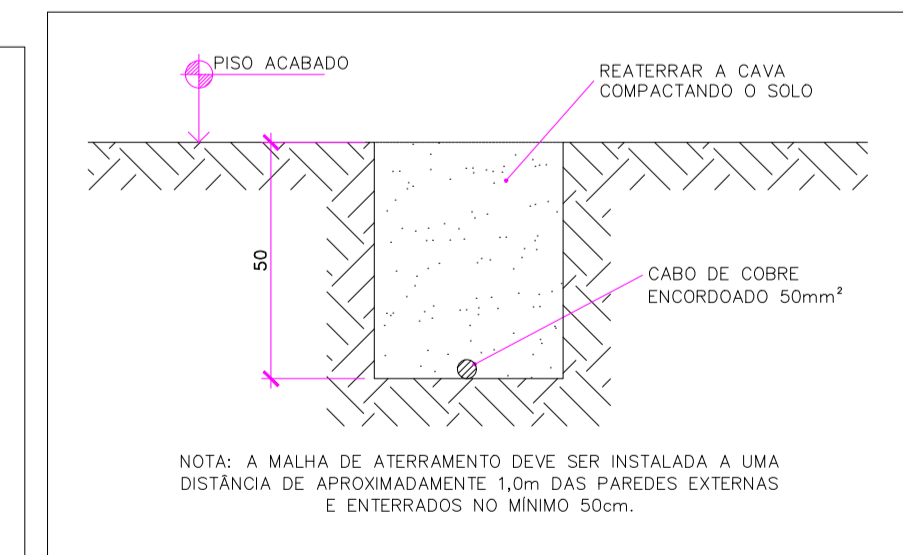 PISO ACABADO
REATERRAR A CAVA
COMPACTANDO O SOLO
50
CABO DE COBRE
ENCORDOADO 50mm²
NOTA: A MALHA DE ATERRAMENTO DEVE SER INSTALADA A UMA
DISTÂNCIA DE APROXIMADAMENTE 1,0m DAS PAREDES EXTERNAS
E ENTERRADOS NO MÍNIMO 50cm.